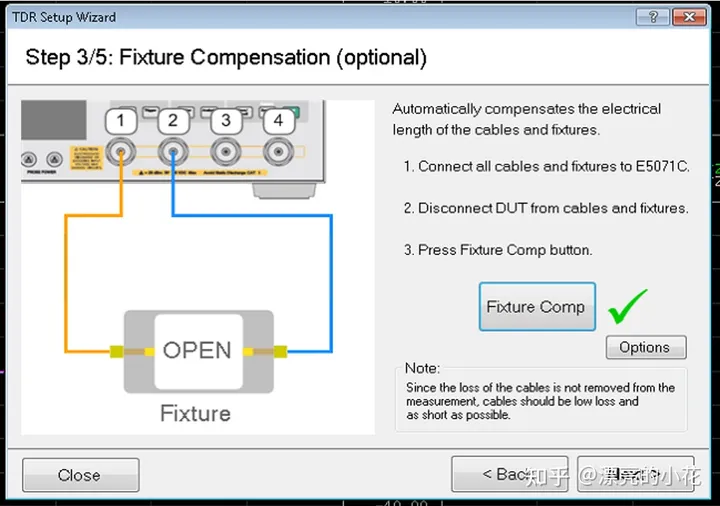 TDR Setup Wizard
Step 3/5: Fixture Compensation (optional)
1
2
3
4
Automatically compensates the electrical
length of the cables and fixtures.
1. Connect all cables and fixtures to E5071C.
2. Disconnect DUT from cables and fixtures.
3. Press Fixture Comp button.
Fixture Comp
Options
OPEN
Fixture
Note:
Since the loss of the cables is not removed from the
measurement, cables should be low loss and
as short as possible.
Close
< Back
Next >
知乎 @漂亮的小花